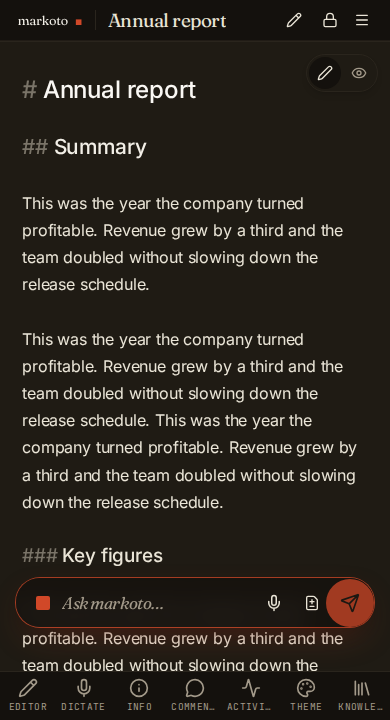 markoto
Annual report
# Annual report
## Summary
This was the year the company turned
profitable. Revenue grew by a third and the
team doubled without slowing down the
release schedule.
This was the year the company turned
profitable. Revenue grew by a third and the
team doubled without slowing down the
release schedule. This was the year the
company turned profitable. Revenue grew by
a third and the team doubled without slowing
down the release schedule.
### Key figures
Ask markoto…
profitable. Revenue grew by a third and the
team doubled without slowing down the
EDITOR DICTATE INFO COMMEN… ACTIVI… THEME KNOWLE…